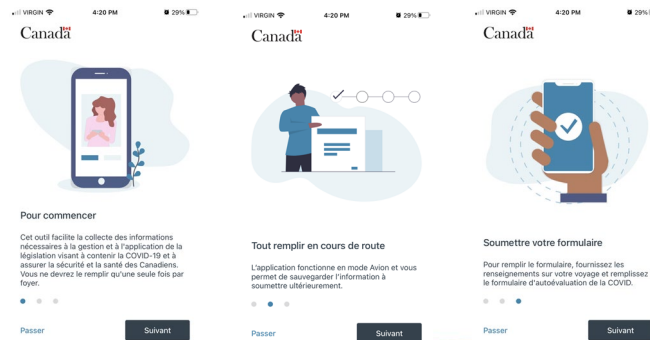 VIRGIN
4:20 PM
29%
Canada
Pour commencer
Cet outil facilite la collecte des informations
nécessaires à la gestion et à l'application de la
législation visant à contenir la COVID-19 et à
assurer la sécurité et la santé des Canadiens.
Vous ne devrez le remplir qu'une seule fois par
foyer.
Passer
Suivant
VIRGIN
4:20 PM
29%
Canada
Tout remplir en cours de route
L'application fonctionne en mode Avion et vous
permet de sauvegarder l'information à
soumettre ultérieurement.
Passer
Suivant
VIRGIN
4:20 PM
29%
Canada
Soumettre votre formulaire
Pour remplir le formulaire, fournissez les
renseignements sur votre voyage et remplissez
le formulaire d'autoévaluation de la COVID.
Passer
Suivant